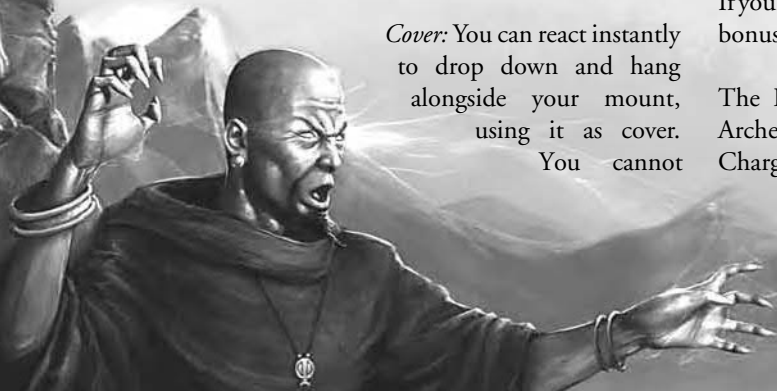 Cover: You can react instantly
to drop down and hang
alongside your mount,
using it as cover.
You cannot
If you
bonus
The
Arche
Charg